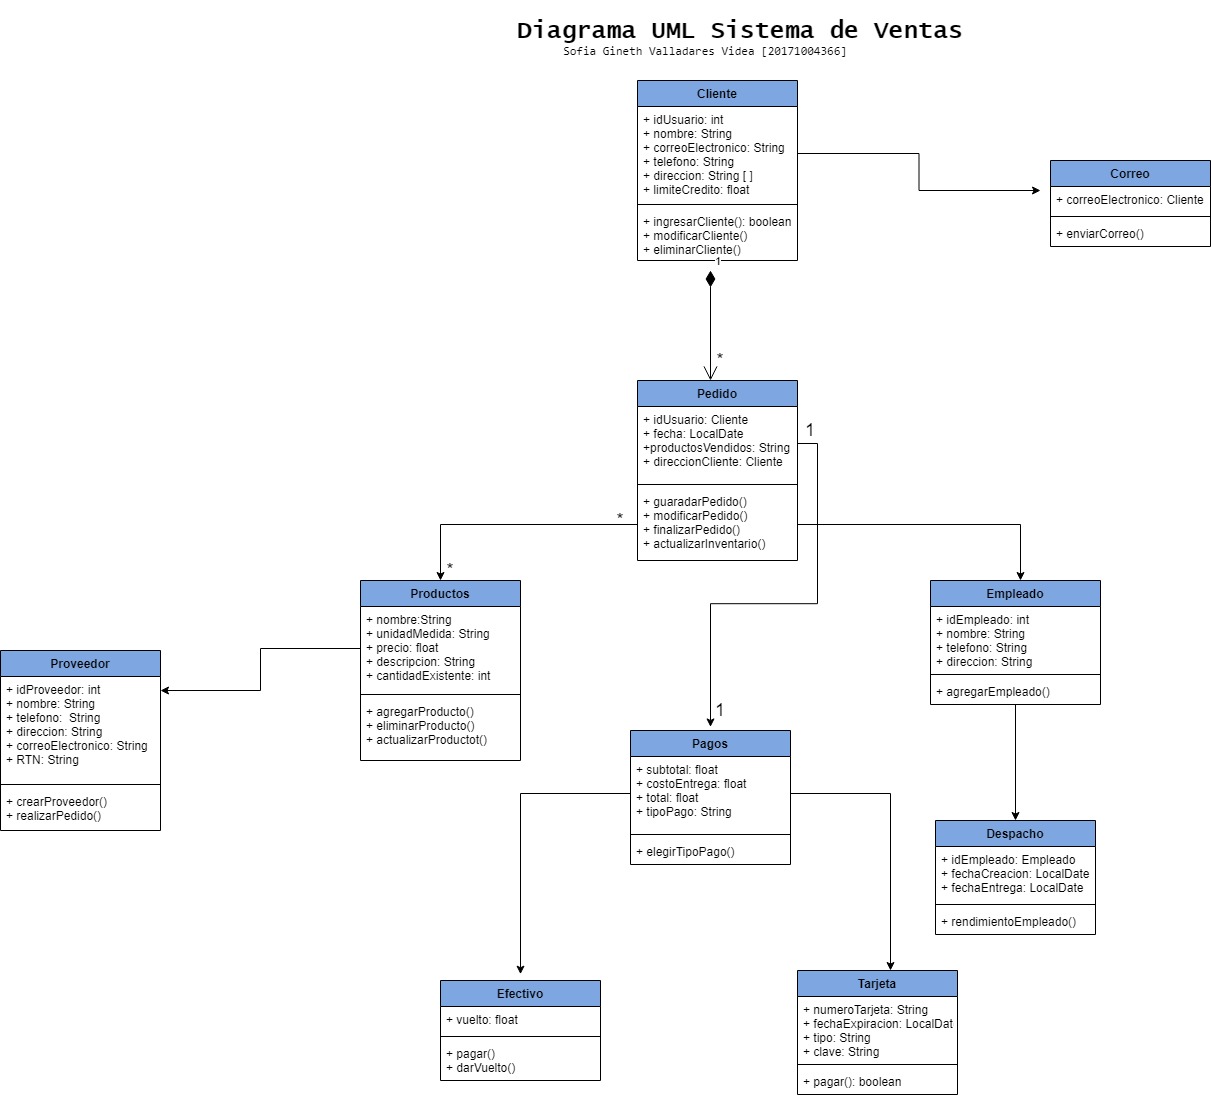 Diagrama UML Sistema de Ventas
Sofia Gineth Valladares Videa [20171004366]
Cliente
+ idUsuario: int
+ nombre: String
+ correoElectronico: String
+ telefono: String
+ direccion: String [ ]
+ limiteCredito: float
+ ingresarCliente(): boolean
+ modificarCliente()
+ eliminarCliente()
1
*
Correo
+ correoElectronico: Cliente
+ enviarCorreo()
Pedido
+ idUsuario: Cliente
+ fecha: LocalDate
+productosVendidos: String
+ direccionCliente: Cliente
+ guaradarPedido()
+ modificarPedido()
+ finalizarPedido()
+ actualizarInventario()
1
*
*
Productos
+ nombre:String
+ unidadMedida: String
+ precio: float
+ descripcion: String
+ cantidadExistente: int
+ agregarProducto()
+ eliminarProducto()
+ actualizarProductot()
Empleado
+ idEmpleado: int
+ nombre: String
+ telefono: String
+ direccion: String
+ agregarEmpleado()
Proveedor
+ idProveedor: int
+ nombre: String
+ telefono:  String
+ direccion: String
+ correoElectronico: String
+ RTN: String
+ crearProveedor()
+ realizarPedido()
1
Pagos
+ subtotal: float
+ costoEntrega: float
+ total: float
+ tipoPago: String
+ elegirTipoPago()
Despacho
+ idEmpleado: Empleado
+ fechaCreacion: LocalDate
+ fechaEntrega: LocalDate
+ rendimientoEmpleado()
Efectivo
+ vuelto: float
+ pagar()
+ darVuelto()
Tarjeta
+ numeroTarjeta: String
+ fechaExpiracion: LocalDat
+ tipo: String
+ clave: String
+ pagar(): boolean